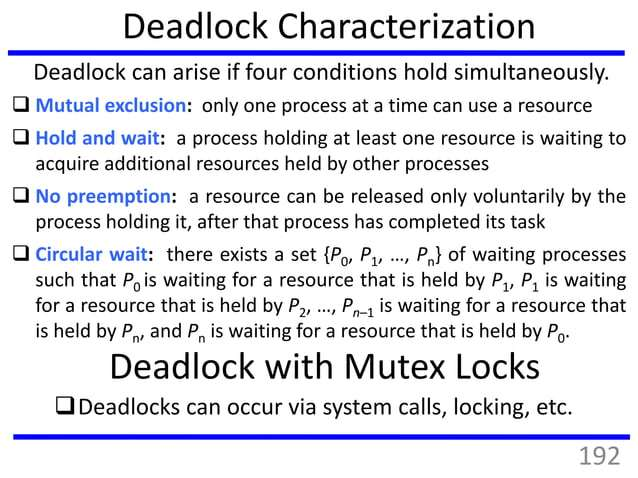 Deadlock Characterization
Deadlock can arise if four conditions hold simultaneously.
❑ Mutual exclusion: only one process at a time can use a resource
❑ Hold and wait: a process holding at least one resource is waiting to
acquire additional resources held by other processes
❑ No preemption: a resource can be released only voluntarily by the
process holding it, after that process has completed its task
❑ Circular wait: there exists a set {P0, P1, …, Pn} of waiting processes
such that P0 is waiting for a resource that is held by P1, P1 is waiting
for a resource that is held by P2, …, Pn–1 is waiting for a resource that
is held by Pn, and Pn is waiting for a resource that is held by P0.
Deadlock with Mutex Locks
❑Deadlocks can occur via system calls, locking, etc.
192